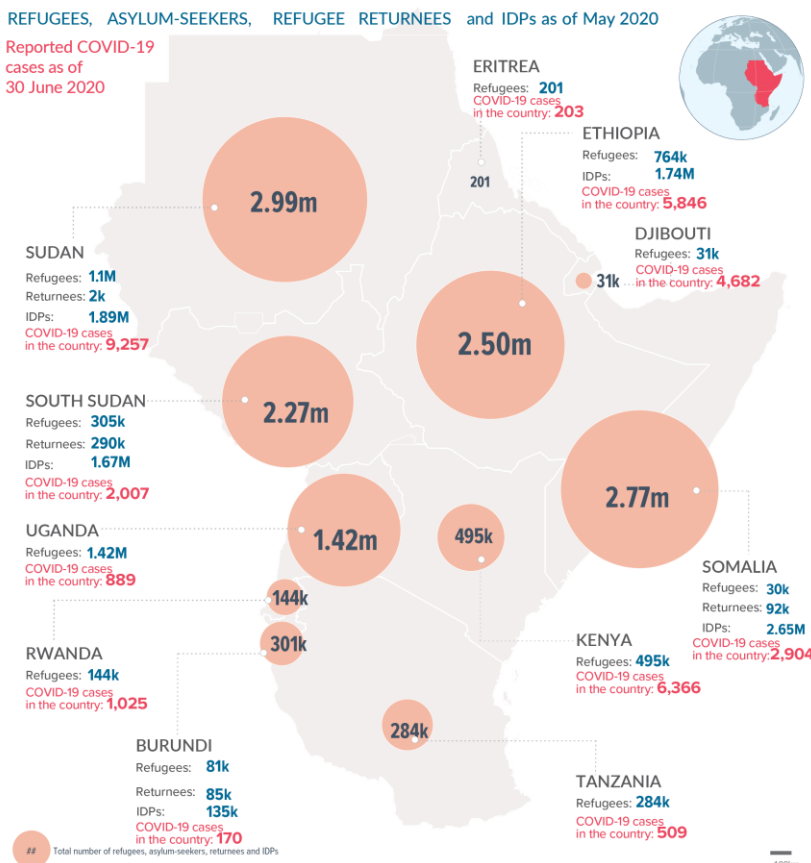 REFUGEES, ASYLUM-SEEKERS, REFUGEE RETURNEES and IDPs as of May 2020
Reported COVID-19
cases as of
30 June 2020
ERITREA
Refugees: 201
COVID-19 cases
in the country: 203
201
ETHIOPIA
Refugees: 764k
IDPs: 1.74M
COVID-19 cases
in the country: 5,846
DJIBOUTI
Refugees: 31k
COVID-19 cases
in the country: 4,682
31k
2.99m
SUDAN
Refugees: 1.1M
Returnees: 2k
IDPs: 1.89M
COVID-19 cases
in the country: 9,257
2.50m
SOUTH SUDAN
Refugees: 305k
Returnees: 290k
IDPs: 1.67M
COVID-19 cases
in the country: 2,007
2.27m
2.77m
UGANDA
Refugees: 1.42M
COVID-19 cases
in the country: 889
1.42m
495k
SOMALIA
Refugees: 30k
Returnees: 92k
IDPs: 2.65M
COVID-19 cases
in the country: 2,904
144k
301k
RWANDA
Refugees: 144k
COVID-19 cases
in the country: 1,025
KENYA
Refugees: 495k
COVID-19 cases
in the country: 6,366
284k
BURUNDI
Refugees: 81k
Returnees: 85k
IDPs: 135k
COVID-19 cases
in the country: 170
TANZANIA
Refugees: 284k
COVID-19 cases
in the country: 509
## Total number of refugees, asylum-seekers, returnees and IDPs